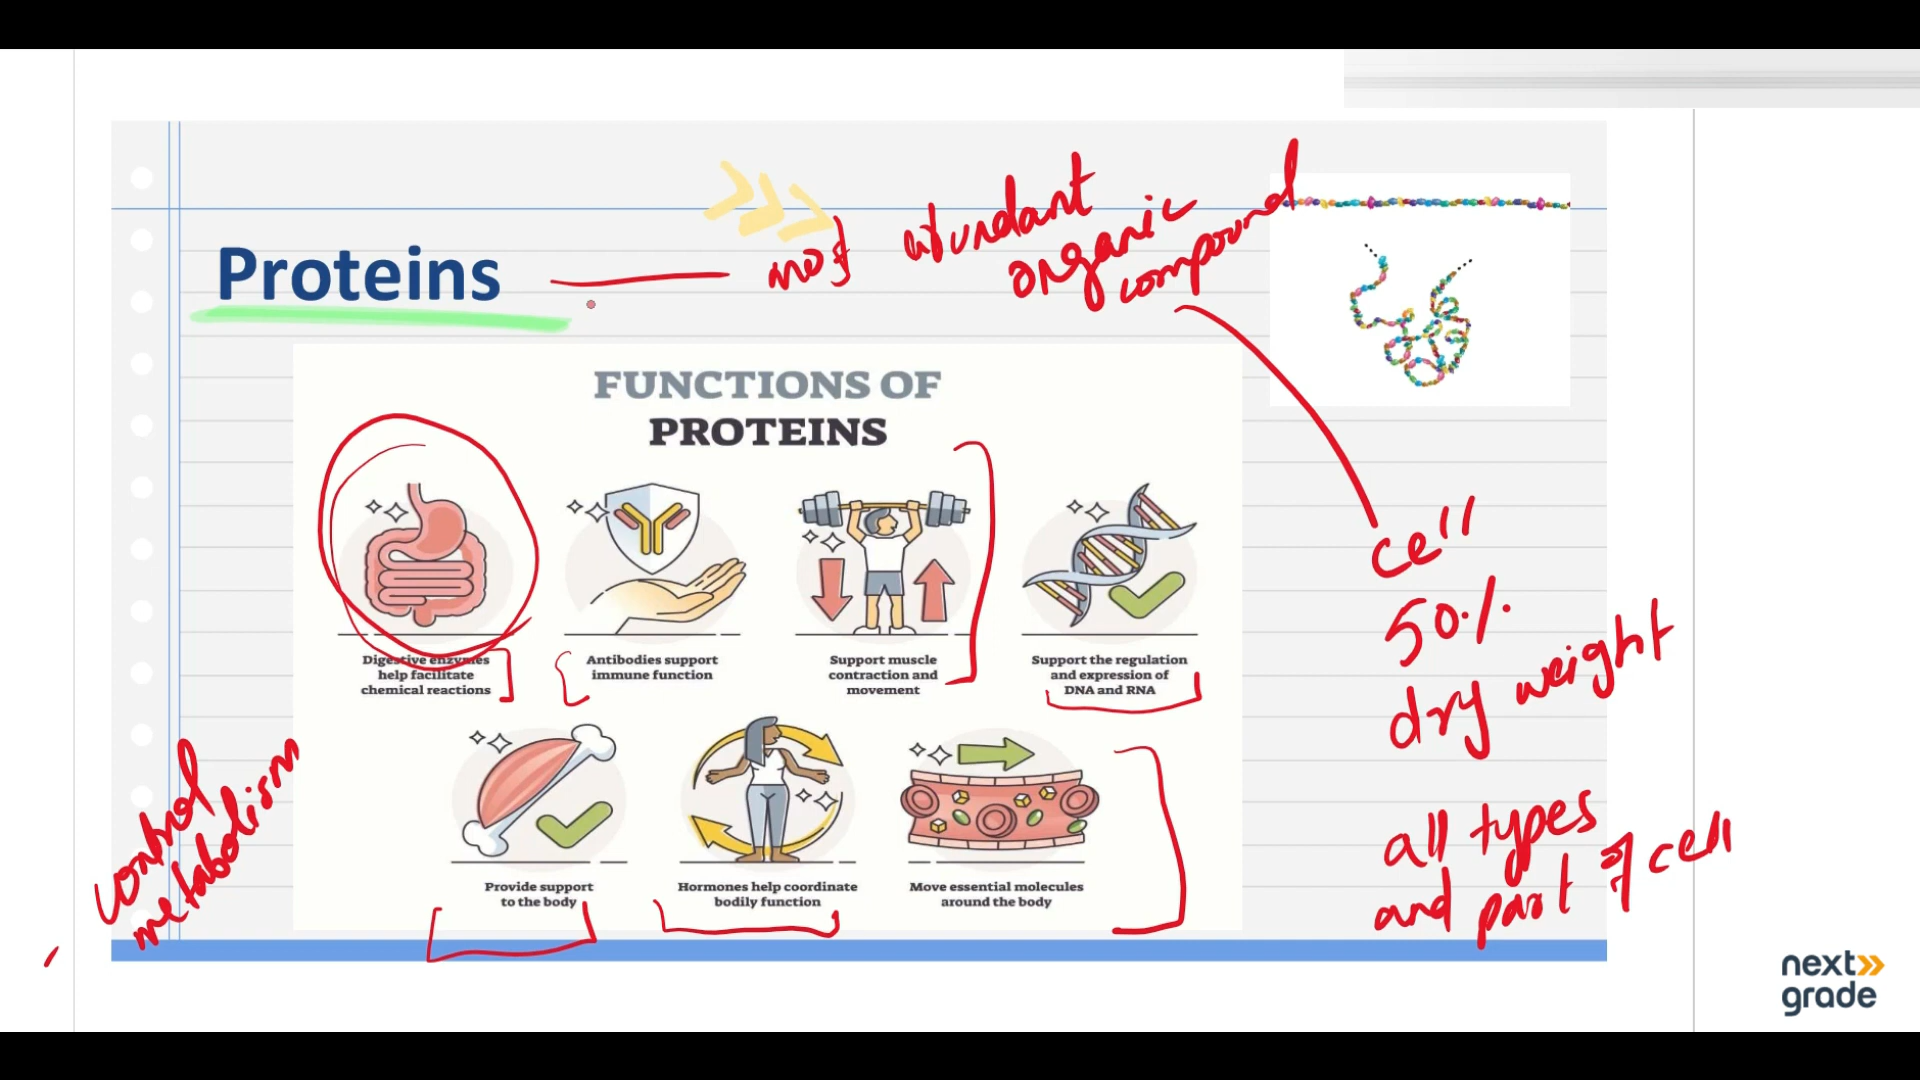 Proteins
most abundant
organic
compound
FUNCTIONS OF
PROTEINS
Digestive enzymes
help facilitate
chemical reactions
Antibodies support
immune function
Support muscle
contraction and
movement
Support the regulation
and expression of
DNA and RNA
Provide support
to the body
Hormones help coordinate
bodily function
Move essential molecules
around the body
cell
50%
dry weight
all types
and part of cell
control
metabolism
next
grade